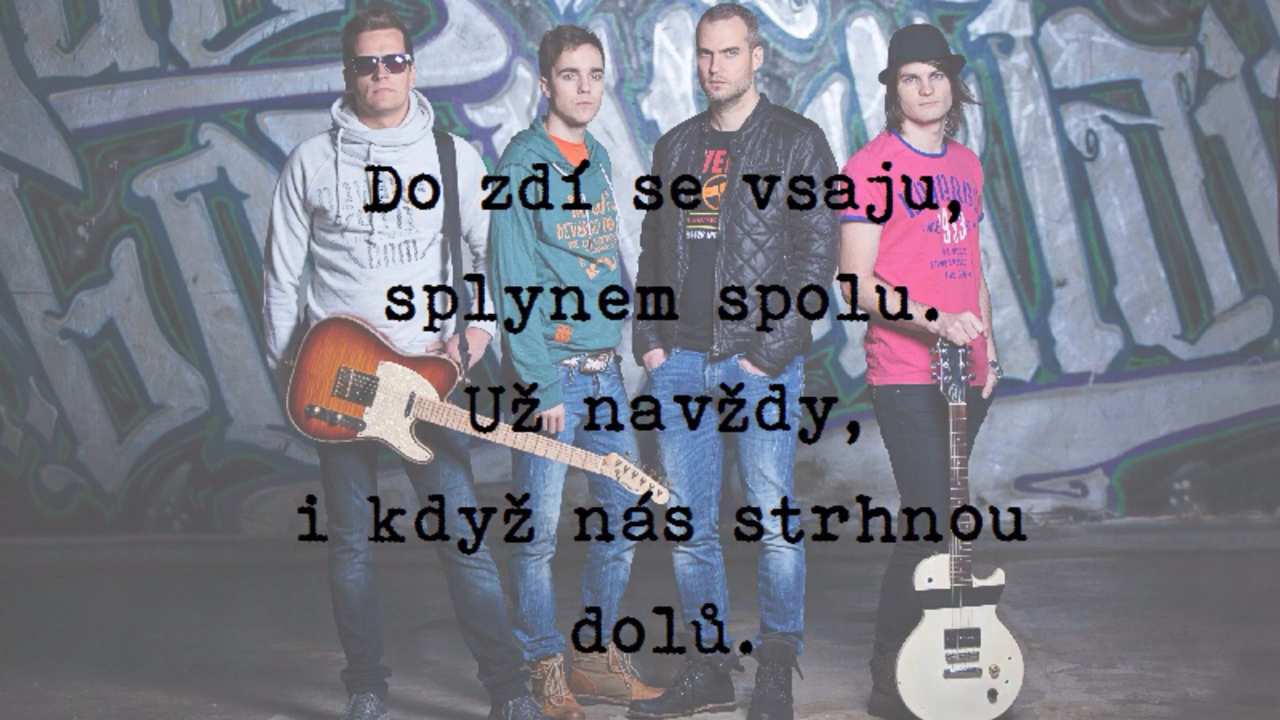 Do zdí se vsaju,
splynem spolu.
Už navždy,
i když nás strhnou
dolů.